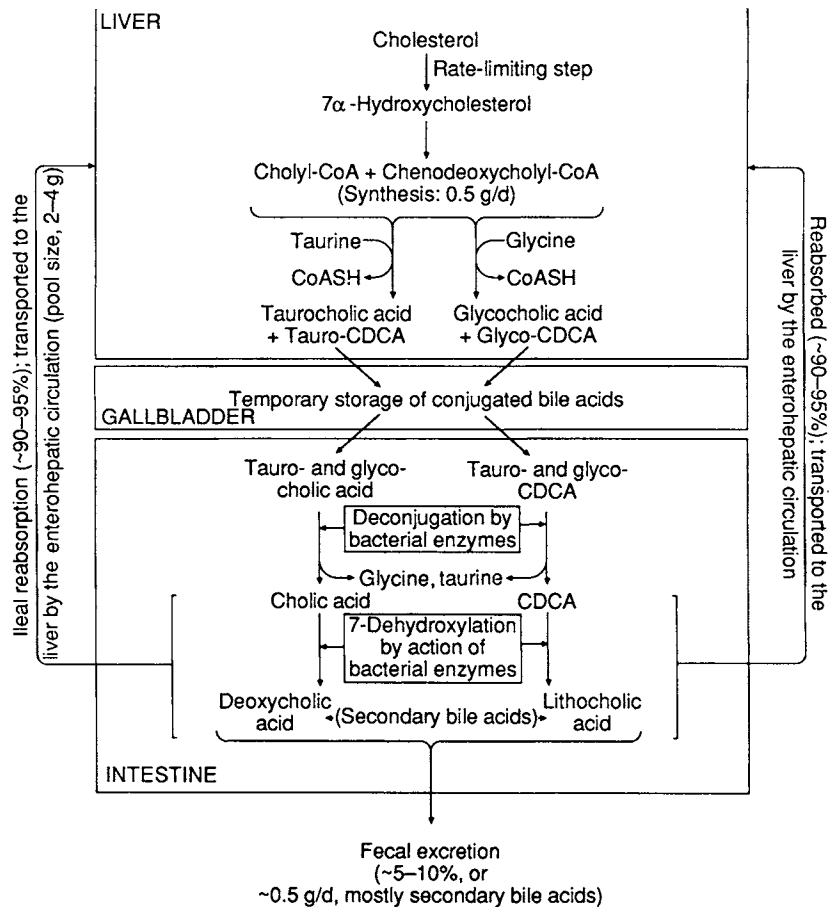 LIVER
Cholesterol
Rate-limiting step
7α-Hydroxycholesterol
Cholyl-CoA + Chenodeoxycholyl-CoA
(Synthesis: 0.5 g/d)
Taurine
Glycine
CoASH
CoASH
Taurocholic acid
+ Tauro-CDCA
Glycocholic acid
+ Glyco-CDCA
Temporary storage of conjugated bile acids
GALLBLADDER
Tauro- and glyco-
cholic acid
Tauro- and glyco-
CDCA
Deconjugation by
bacterial enzymes
Glycine, taurine
Cholic acid
CDCA
7-Dehydroxylation
by action of
bacterial enzymes
Deoxycholic
acid
(Secondary bile acids)
Lithocholic
acid
INTESTINE
Fecal excretion
(~5–10%, or
~0.5 g/d, mostly secondary bile acids)
Ileal reabsorption (~90–95%); transported to the
liver by the enterohepatic circulation (pool size, 2–4 g)
Reabsorbed (~90–95%); transported to the
liver by the enterohepatic circulation